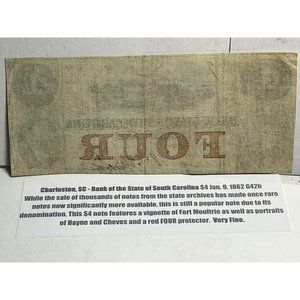 FOUR
Charleston, SC - Bank of the State of South Carolina $4 Jan. 9, 1862 G42b
While the sale of thousands of notes from the state archives has made once rare
notes now significantly more available, this is still a popular note due to its
denomination. This $4 note features a vignette of Fort Moultrie as well as portraits
of Hayne and Cheves and a red FOUR protector. Very Fine.